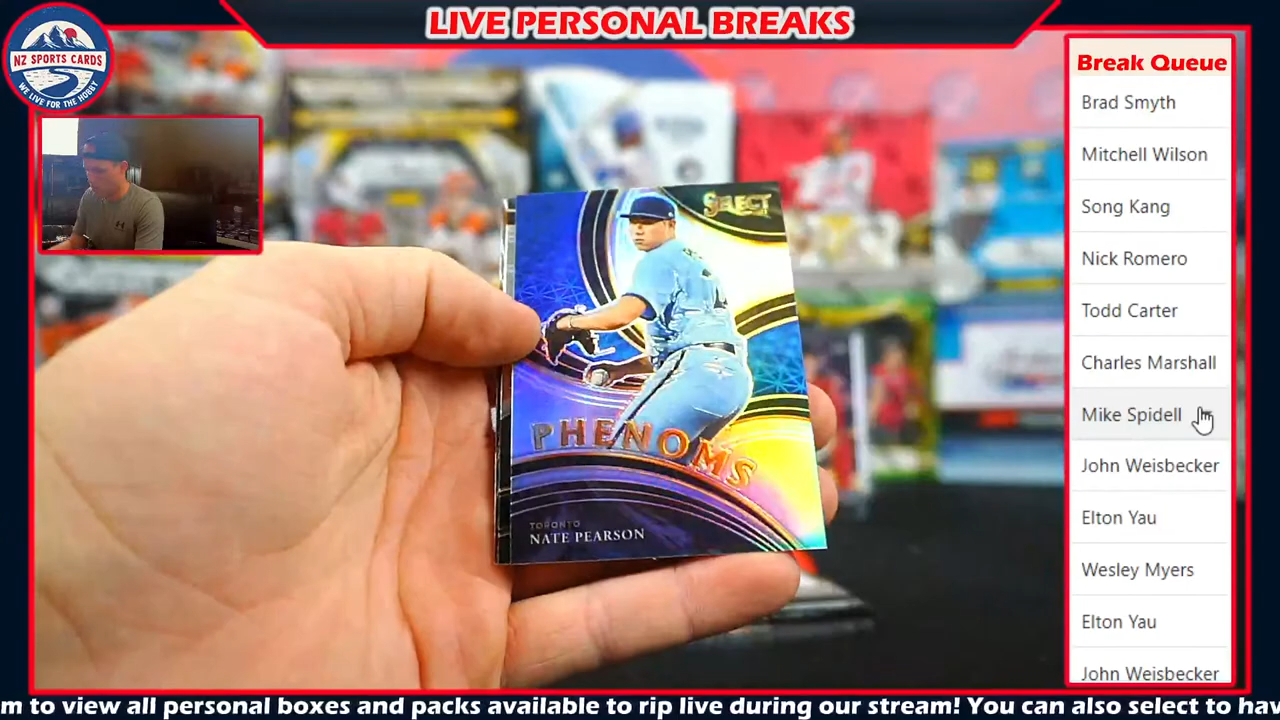 LIVE PERSONAL BREAKS
NZ SPORTS CARDS
WE LIVE FOR THE HOBBY
Break Queue
Brad Smyth
Mitchell Wilson
Song Kang
Nick Romero
Todd Carter
Charles Marshall
Mike Spidell
John Weisbecker
Elton Yau
Wesley Myers
Elton Yau
John Weisbecker
SELECT
PHENOMS
TORONTO
NATE PEARSON
m to view all personal boxes and packs available to rip live during our stream! You can also select to hav